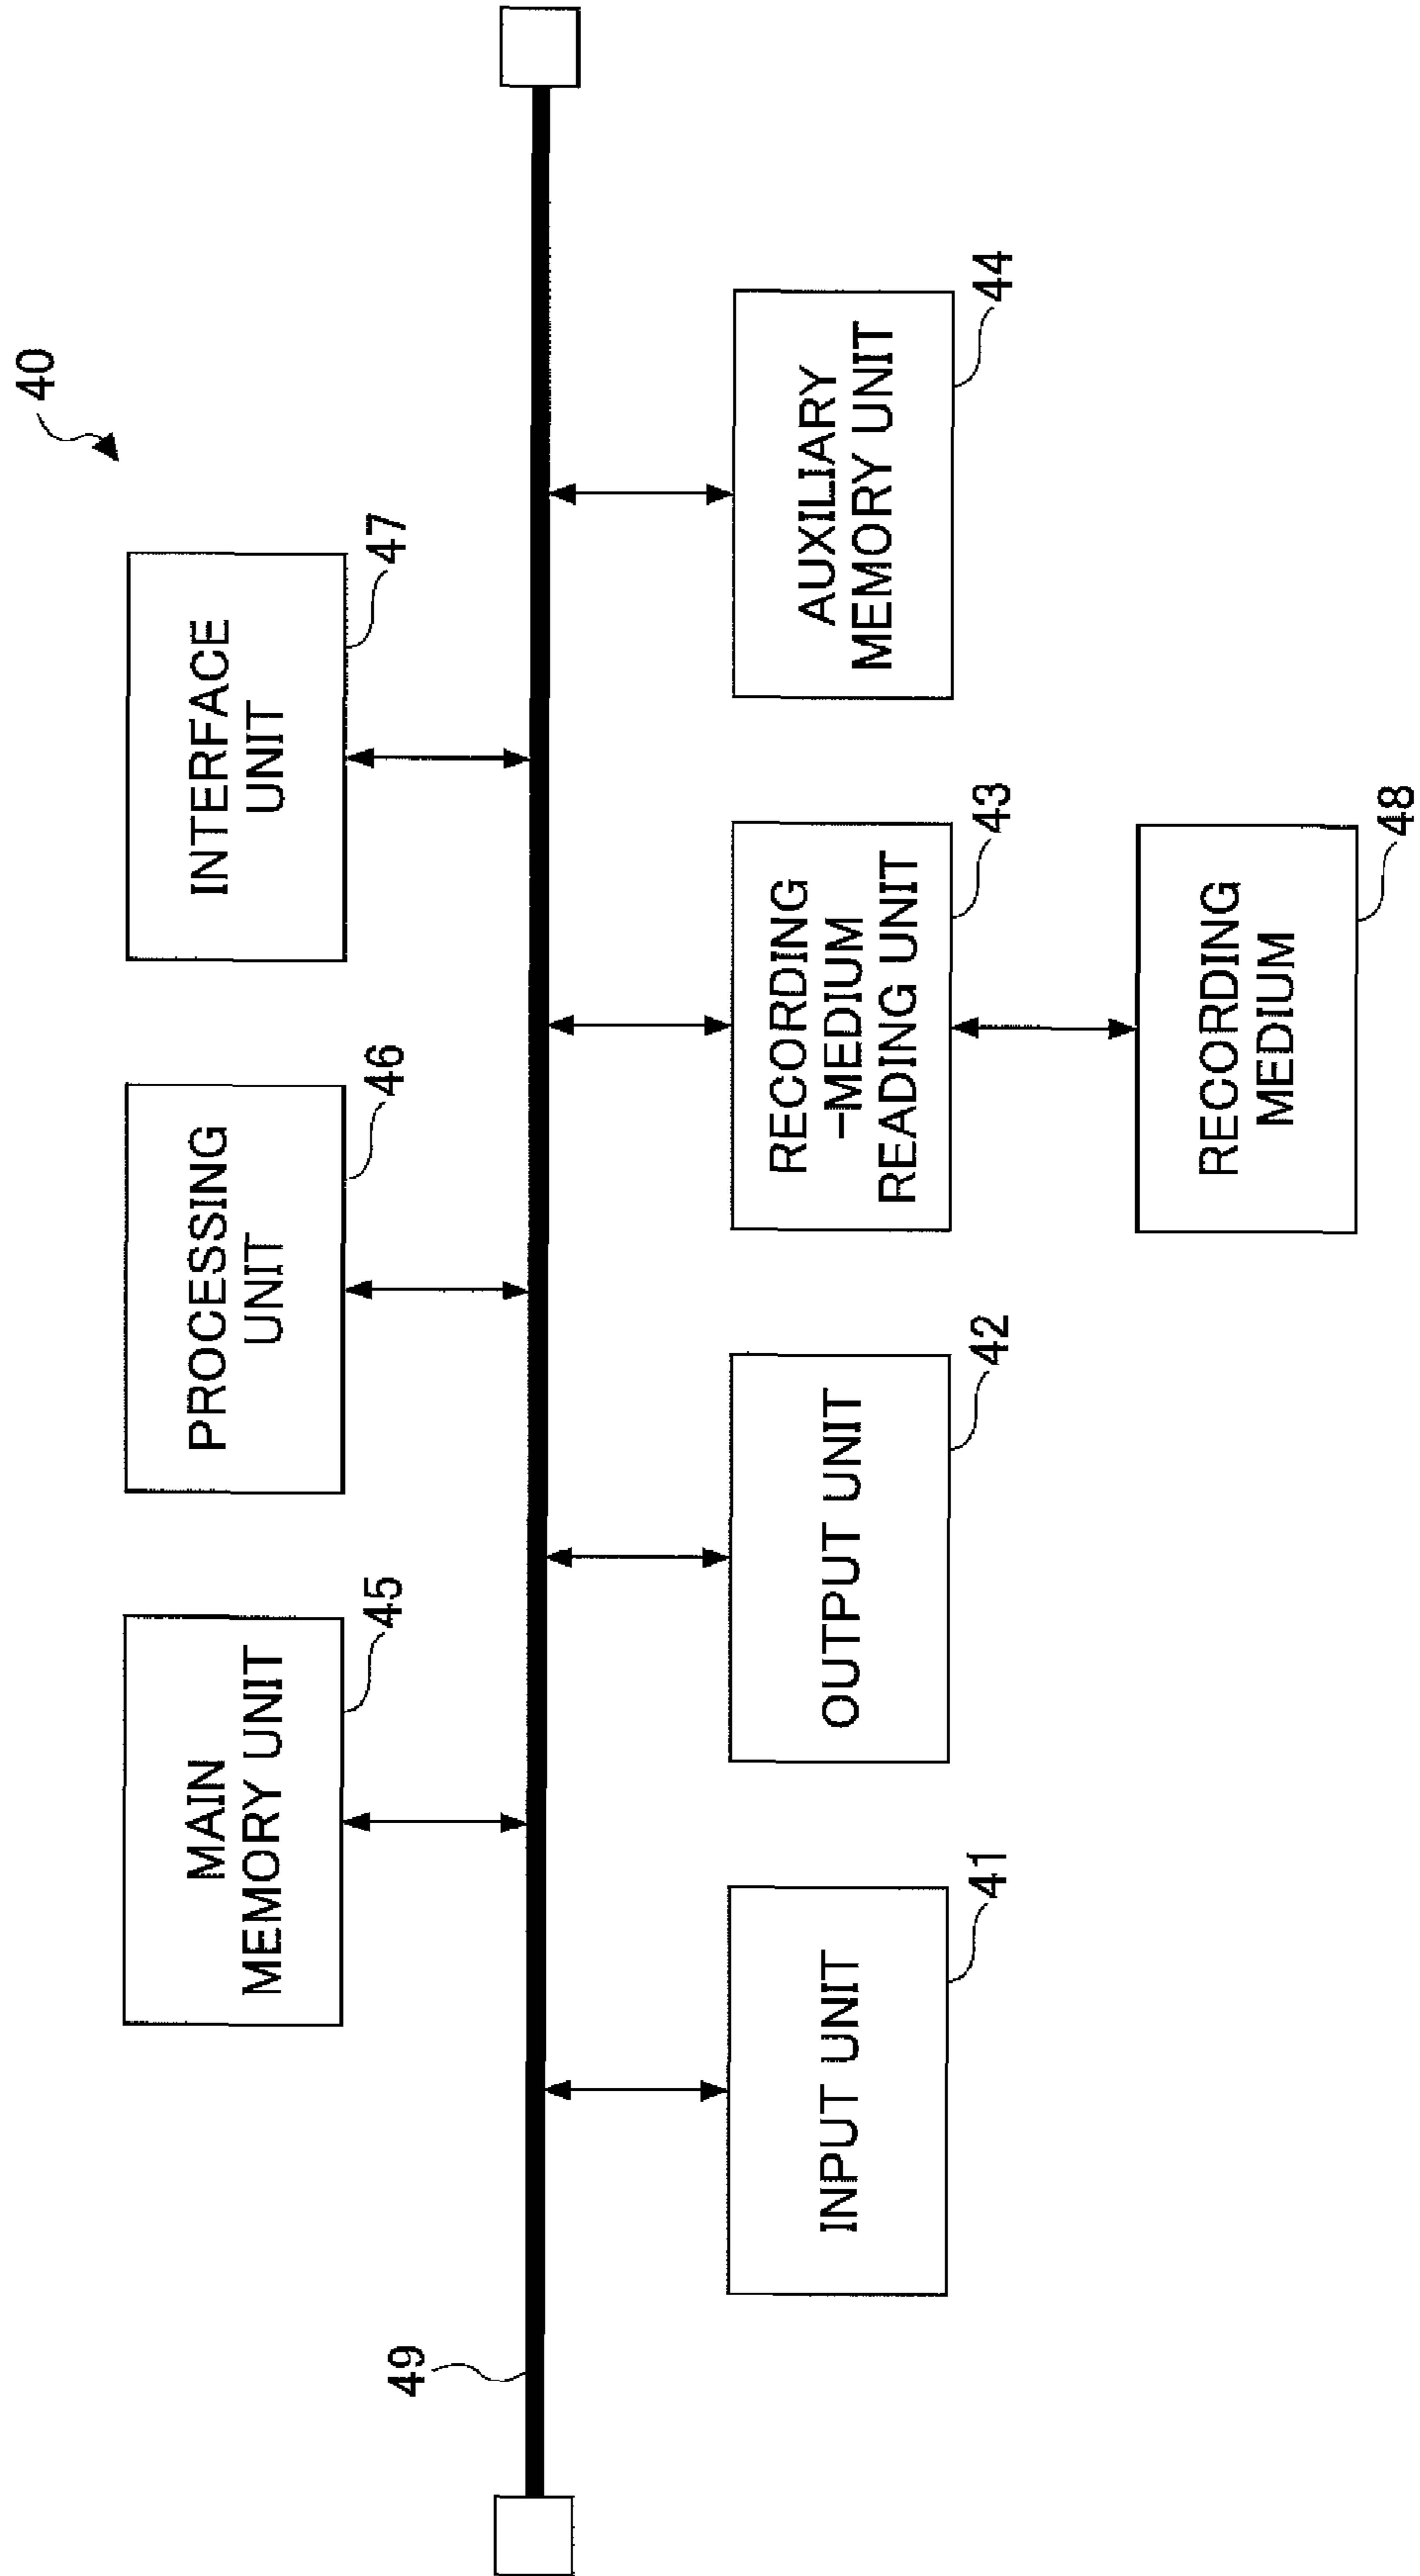 40
MAIN
MEMORY UNIT
45
PROCESSING
UNIT
46
INTERFACE
UNIT
47
49
INPUT UNIT
41
OUTPUT UNIT
42
RECORDING
-MEDIUM
READING UNIT
43
AUXILIARY
MEMORY UNIT
44
RECORDING
MEDIUM
48